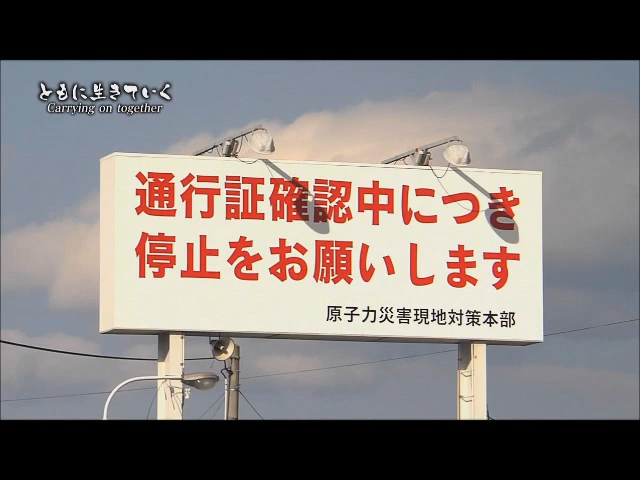 ともに生きていく
Carrying on together
通行証確認中につき
停止をお願いします
原子力災害現地対策本部